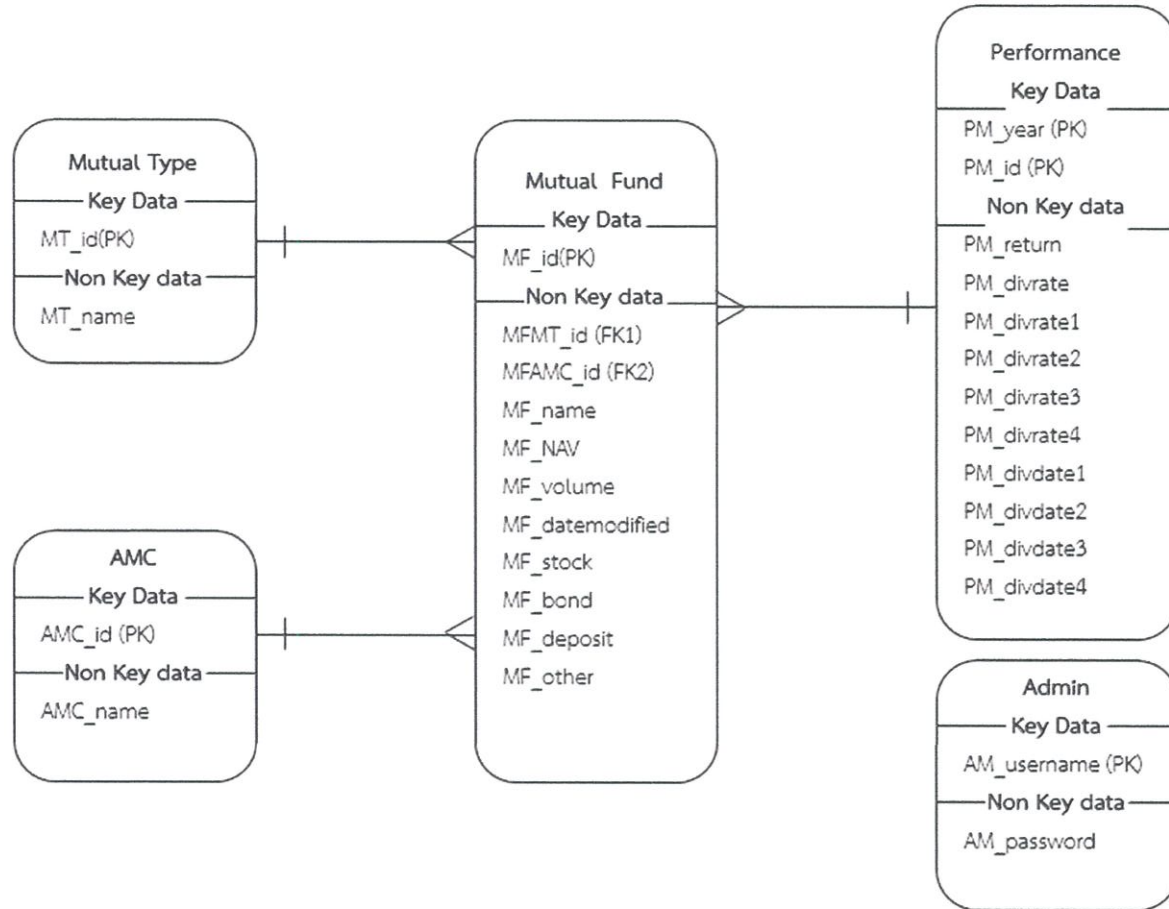 Mutual Type
Key Data
MT_id(PK)
Non Key data
MT_name
AMC
Key Data
AMC_id (PK)
Non Key data
AMC_name
Mutual Fund
Key Data
MF_id(PK)
Non Key data
MFMT_id (FK1)
MFAMC_id (FK2)
MF_name
MF_NAV
MF_volume
MF_datemodified
MF_stock
MF_bond
MF_deposit
MF_other
Performance
Key Data
PM_year (PK)
PM_id (PK)
Non Key data
PM_return
PM_divrate
PM_divrate1
PM_divrate2
PM_divrate3
PM_divrate4
PM_divdate1
PM_divdate2
PM_divdate3
PM_divdate4
Admin
Key Data
AM_username (PK)
Non Key data
AM_password